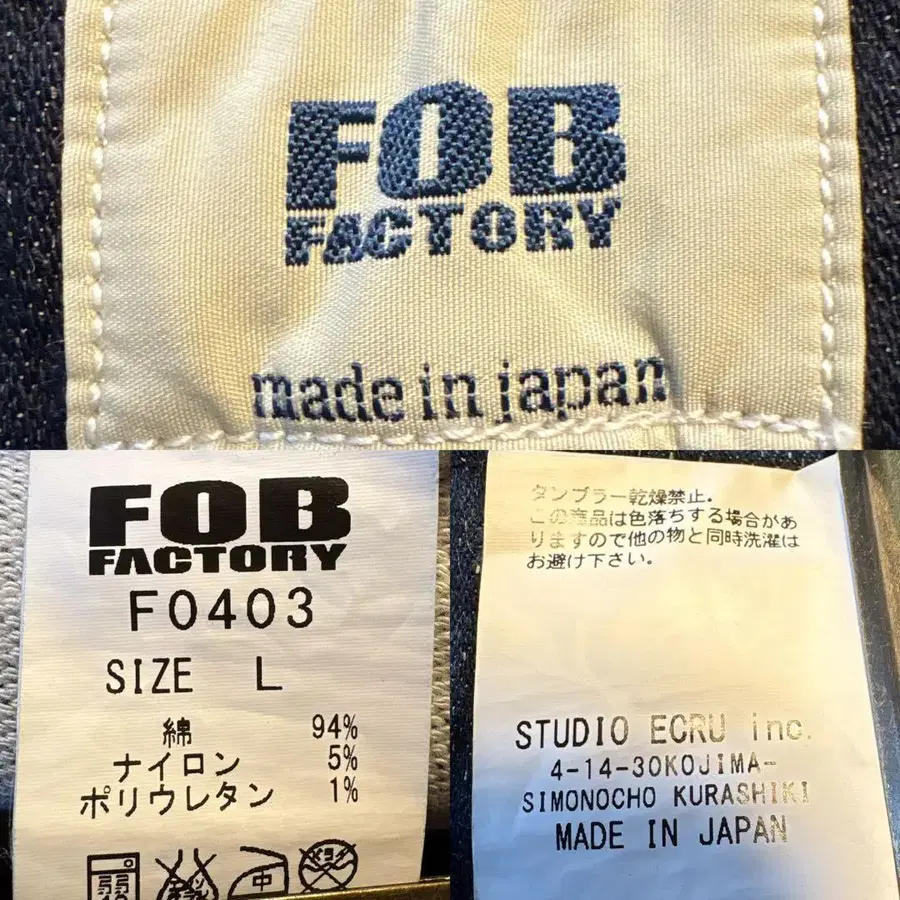 FOB
FACTORY
made in japan
FOB
FACTORY
F0403
SIZE L
綿 94%
ナイロン 5%
ポリウレタン 1%
中
タンブラー乾燥禁止.
この商品は色落ちする場合があ
りますので他の物と同時洗濯は
お避け下さい。
STUDIO ECRU inc.
4-14-30KOJIMA-
SIMONOCHO KURASHIKI
MADE IN JAPAN